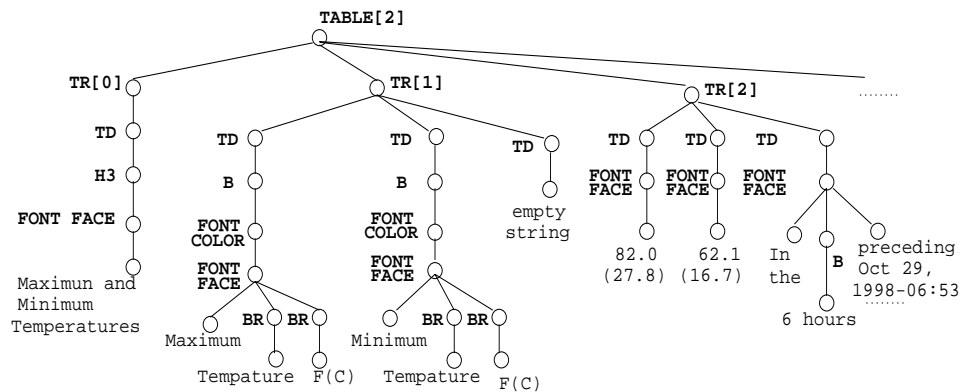 TABLE[2]
TR[0]
TR[1]
TR[2]
........
TD
TD
TD
TD
TD
TD
TD
H3
B
B
FONT
FACE
FONT
FACE
FONT
FACE
FONT FACE
FONT
COLOR
FONT
COLOR
empty
string
82.0
(27.8)
62.1
(16.7)
In
the
B
preceding
Oct 29,
1998-06:53
........
6 hours
FONT
FACE
FONT
FACE
Maximun and
Minimum
Temperatures
Maximum
BR
BR
Minimum
BR
BR
Tempature
F(C)
Tempature
F(C)